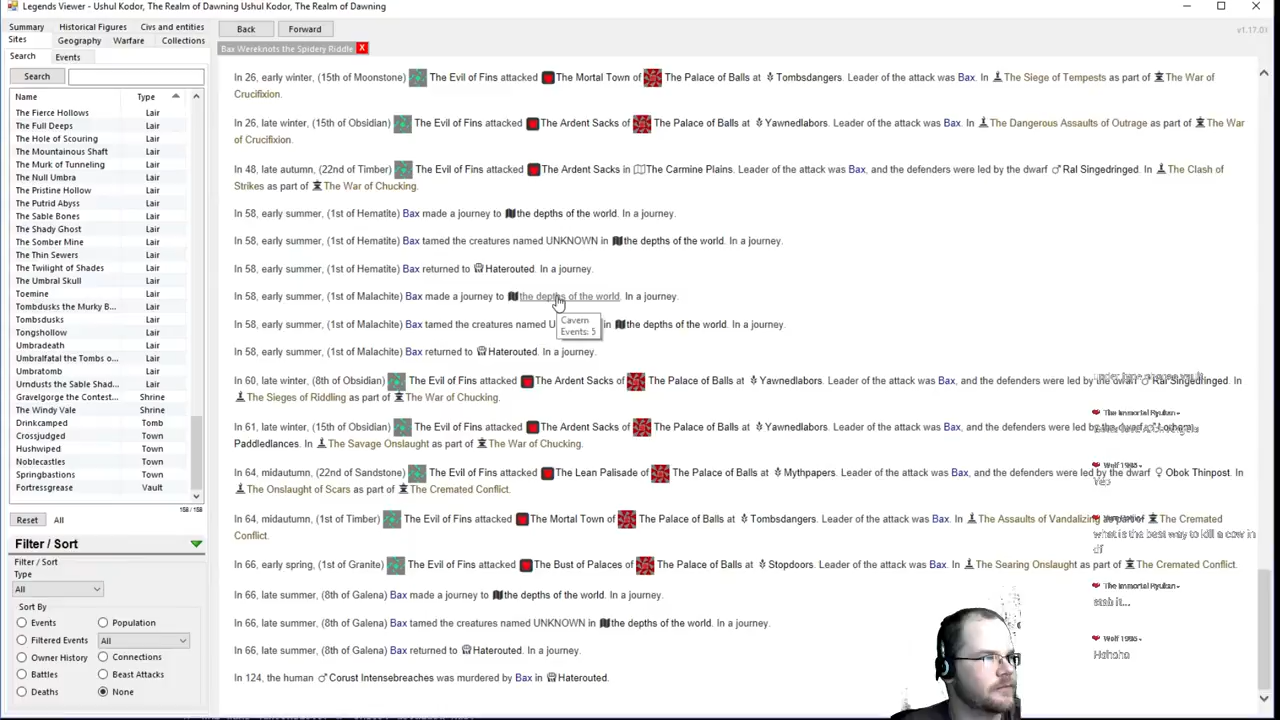 Legends Viewer - Ushul Kodor, The Realm of Dawning Ushul Kodor, The Realm of Dawning
Summary Historical Figures Civs and entities
Sites Geography Warfare Collections
Search Events
Back Forward
v1.17.03
Bax Wereknots the Spidery Riddle X
Search
Name Type
The Fierce Hollows Lair
The Full Deeps Lair
The Hole of Scouring Lair
The Mountainous Shaft Lair
The Murk of Tunneling Lair
The Null Umbra Lair
The Pristine Hollow Lair
The Putrid Abyss Lair
The Sable Bones Lair
The Shady Ghost Lair
The Somber Mine Lair
The Thin Sewers Lair
The Twilight of Shades Lair
The Umbral Skull Lair
Toemine Lair
Tombdusks the Murky B... Lair
Tombsdusks Lair
Tongshollow Lair
Umbradeath Lair
Umbralfatal the Tombs o... Lair
Umbratomb Lair
Urndusts the Sable Shad... Lair
Gravelgorge the Contest... Shrine
The Windy Vale Shrine
Drinkcamped Tomb
Crossjudged Town
Hushwiped Town
Noblecastles Town
Springbastions Town
Fortressgrease Vault
158 / 158
Reset All
Filter / Sort
Filter / Sort
Type
All
Sort By
Events Population
Filtered Events All
Owner History Connections
Battles Beast Attacks
Deaths None
In 26, early winter, (15th of Moonstone) The Evil of Fins attacked The Mortal Town of The Palace of Balls at Tombsdangers. Leader of the attack was Bax. In The Siege of Tempests as part of The War of
Crucifixion.
In 26, late winter, (15th of Obsidian) The Evil of Fins attacked The Ardent Sacks of The Palace of Balls at Yawnedlabors. Leader of the attack was Bax. In The Dangerous Assaults of Outrage as part of The War
of Crucifixion.
In 48, late autumn, (22nd of Timber) The Evil of Fins attacked The Ardent Sacks in The Carmine Plains. Leader of the attack was Bax, and the defenders were led by the dwarf ♂ Ral Singedringed. In The Clash of
Strikes as part of The War of Chucking.
In 58, early summer, (1st of Hematite) Bax made a journey to the depths of the world. In a journey.
In 58, early summer, (1st of Hematite) Bax tamed the creatures named UNKNOWN in the depths of the world. In a journey.
In 58, early summer, (1st of Hematite) Bax returned to Haterouted. In a journey.
In 58, early summer, (1st of Malachite) Bax made a journey to the depths of the world. In a journey.
Cavern
Events: 5
In 58, early summer, (1st of Malachite) Bax tamed the creatures named U in the depths of the world. In a journey.
In 58, early summer, (1st of Malachite) Bax returned to Haterouted. In a journey.
In 60, late winter, (8th of Obsidian) The Evil of Fins attacked The Ardent Sacks of The Palace of Balls at Yawnedlabors. Leader of the attack was Bax, and the defenders were led by the dwarf ♂ Ral Singedringed. In
The Sieges of Riddling as part of The War of Chucking.
In 61, late winter, (15th of Obsidian) The Evil of Fins attacked The Ardent Sacks of The Palace of Balls at Yawnedlabors. Leader of the attack was Bax, and the defenders were led by the dwarf ♂
Paddledlances. In The Savage Onslaught as part of The War of Chucking.
In 64, midautumn, (22nd of Sandstone) The Evil of Fins attacked The Lean Palisade of The Palace of Balls at Mythpapers. Leader of the attack was Bax, and the defenders were led by the dwarf ♀ Obok Thinpost. In
The Onslaught of Scars as part of The Cremated Conflict.
In 64, midautumn, (1st of Timber) The Evil of Fins attacked The Mortal Town of The Palace of Balls at Tombsdangers. Leader of the attack was Bax. In The Assaults of Vandalizing as part of The Cremated
Conflict.
In 66, early spring, (1st of Granite) The Evil of Fins attacked The Bust of Palaces of The Palace of Balls at Stopdoors. Leader of the attack was Bax. In The Searing Onslaught as part of The Cremated Conflict.
In 66, late summer, (8th of Galena) Bax made a journey to the depths of the world. In a journey.
In 66, late summer, (8th of Galena) Bax tamed the creatures named UNKNOWN in the depths of the world. In a journey.
In 66, late summer, (8th of Galena) Bax returned to Haterouted. In a journey.
In 124, the human ♂ Corust Intensebreaches was murdered by Bax in Haterouted.
The Immortal Ryukan
Wolf 1986
Yes
what is the best way to kill a cow in
df
The Immortal Ryukan
Wolf 1986
Hahaha